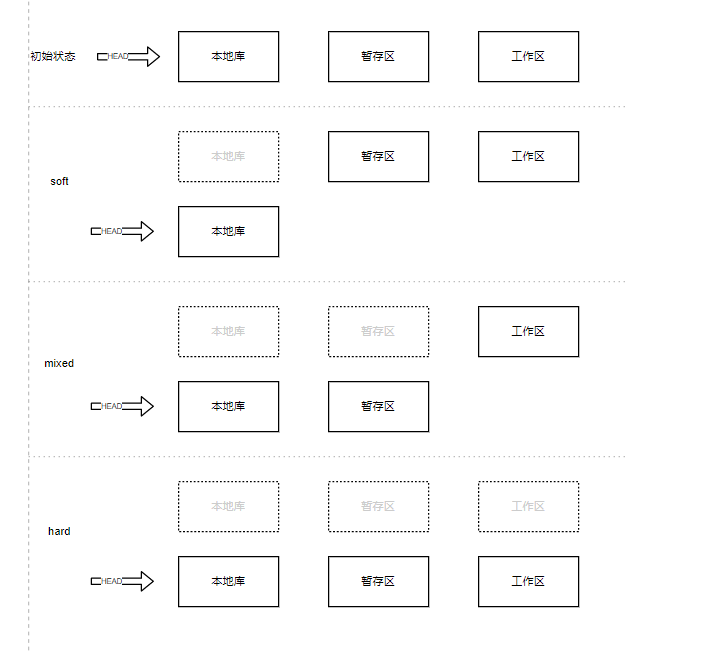 初始状态 HEAD 本地库 暂存区 工作区
本地库 暂存区 工作区
soft
HEAD 本地库
本地库 暂存区 工作区
mixed
HEAD 本地库 暂存区
本地库 暂存区 工作区
hard
HEAD 本地库 暂存区 工作区